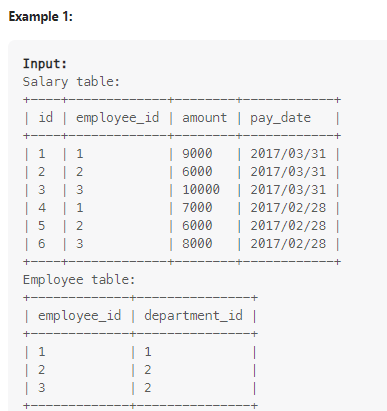 Example 1:
Input:
Salary table:
+----+-------------+--------+------------+
| id | employee_id | amount | pay_date   |
+----+-------------+--------+------------+
| 1  | 1           | 9000   | 2017/03/31 |
| 2  | 2           | 6000   | 2017/03/31 |
| 3  | 3           | 10000  | 2017/03/31 |
| 4  | 1           | 7000   | 2017/02/28 |
| 5  | 2           | 6000   | 2017/02/28 |
| 6  | 3           | 8000   | 2017/02/28 |
+----+-------------+--------+------------+
Employee table:
+-------------+---------------+
| employee_id | department_id |
+-------------+---------------+
| 1           | 1             |
| 2           | 2             |
| 3           | 2             |
+-------------+---------------+